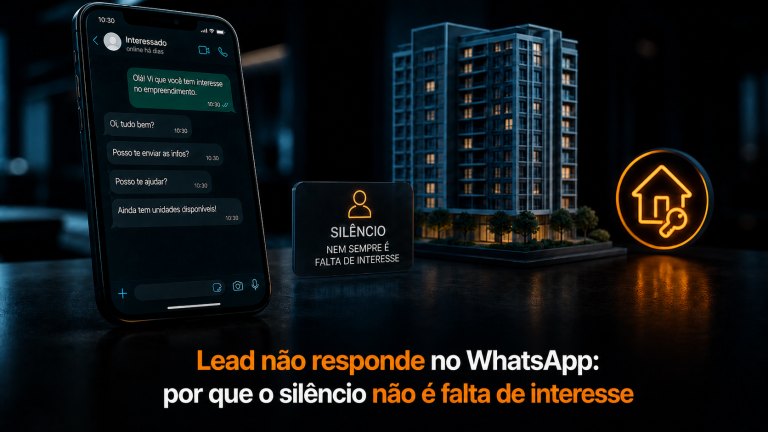 10:30
Interessado
online há dias
Olá! Vi que você tem interesse
no empreendimento.
10:30
Oi, tudo bem?
10:30
Posso te enviar as infos?
10:30
Posso te ajudar?
10:30
Ainda tem unidades disponíveis!
10:30
SILÊNCIO
NEM SEMPRE É
FALTA DE INTERESSE
Lead não responde no WhatsApp:
por que o silêncio não é falta de interesse